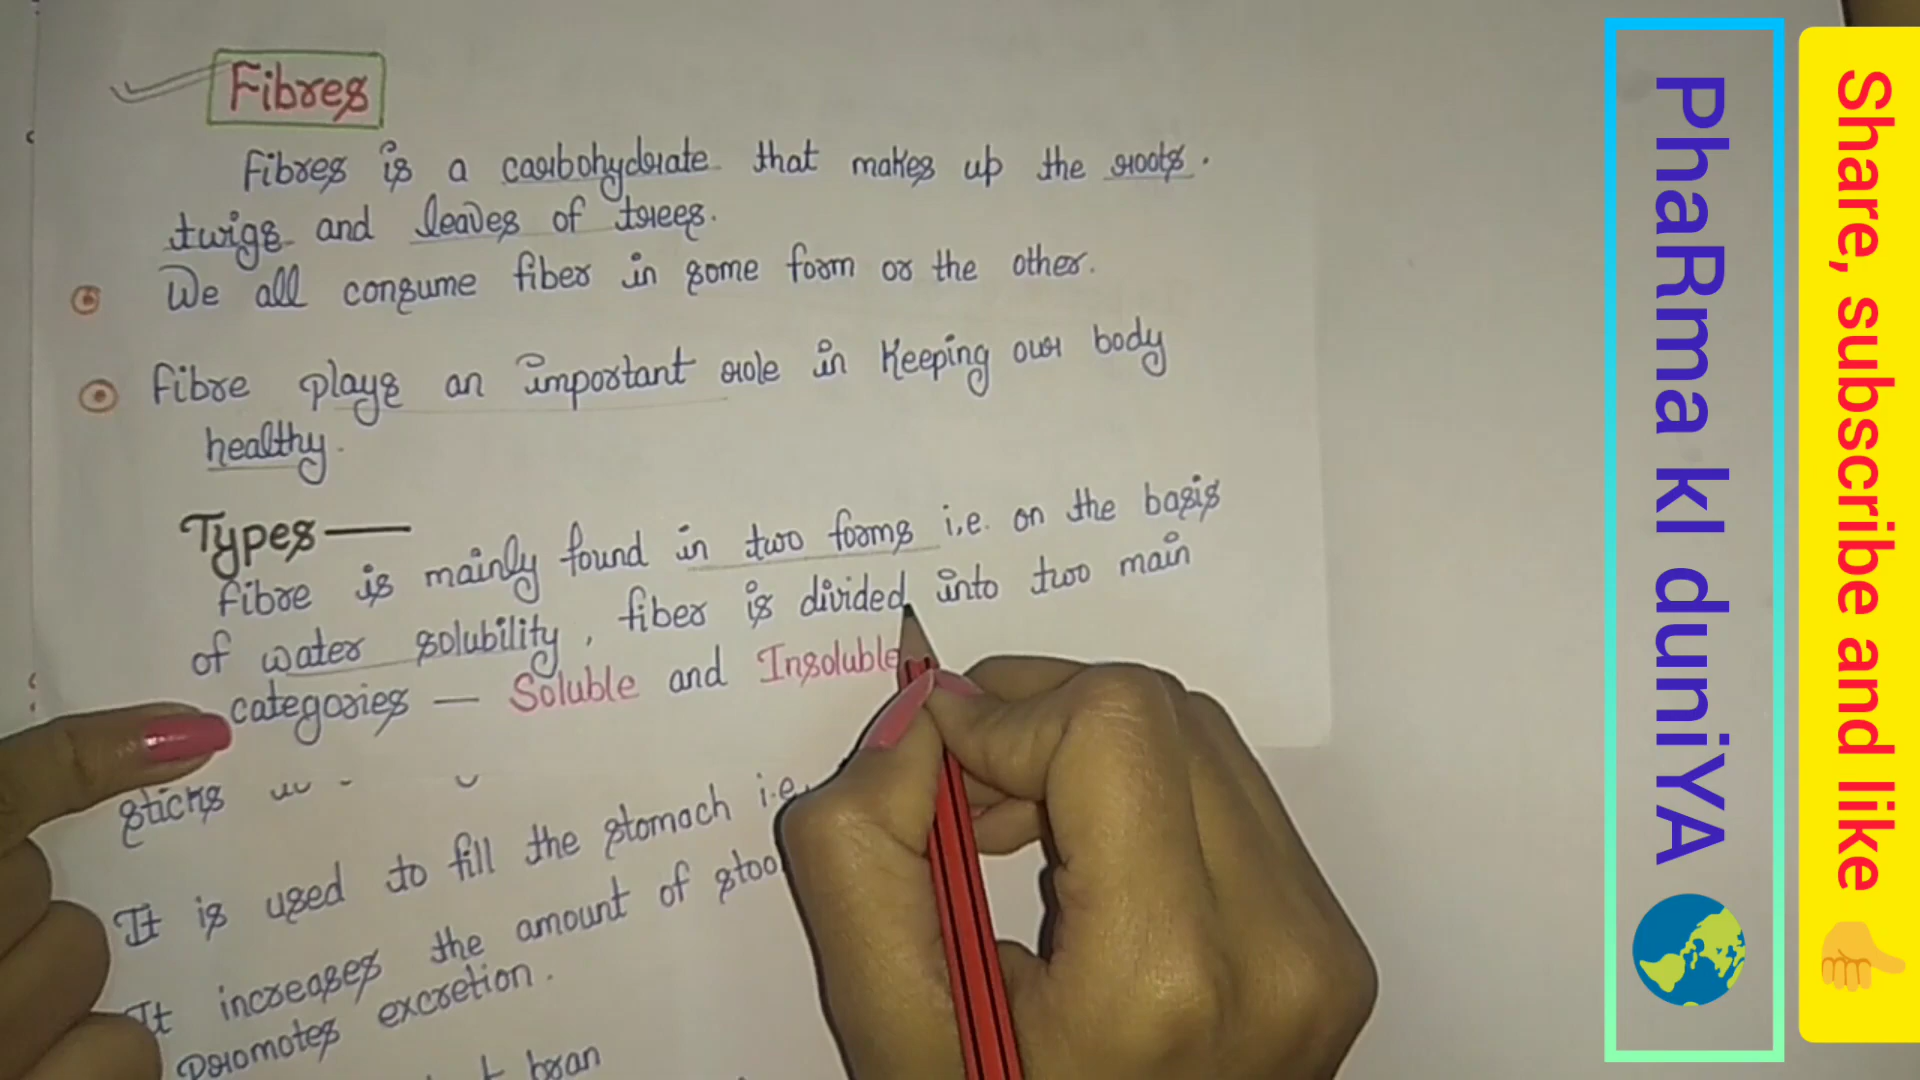 Fibres
Fibres is a carbohydrate that makes up the roots.
twigs and leaves of trees.
We all consume fiber in some form or the other.
Fibre plays an important role in keeping our body
healthy.
Types —
Fibre is mainly found in two forms i.e. on the basis
of water solubility, fiber is divided into two main
categories — Soluble and Insoluble
sticks
It is used to fill the stomach i.e.
It increases the amount of stoo
promotes excretion.
bran
PhaRma kI duniYA
Share, subscribe and like